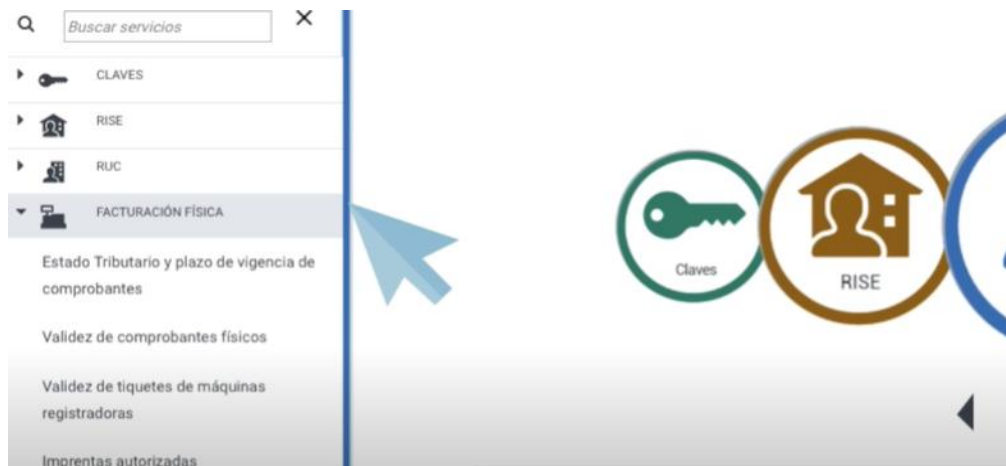 Buscar servicios
CLAVES
RISE
RUC
FACTURACIÓN FÍSICA
Estado Tributario y plazo de vigencia de
comprobantes
Validez de comprobantes físicos
Validez de tiquetes de máquinas
registradoras
Imprentas autorizadas
Claves
RISE